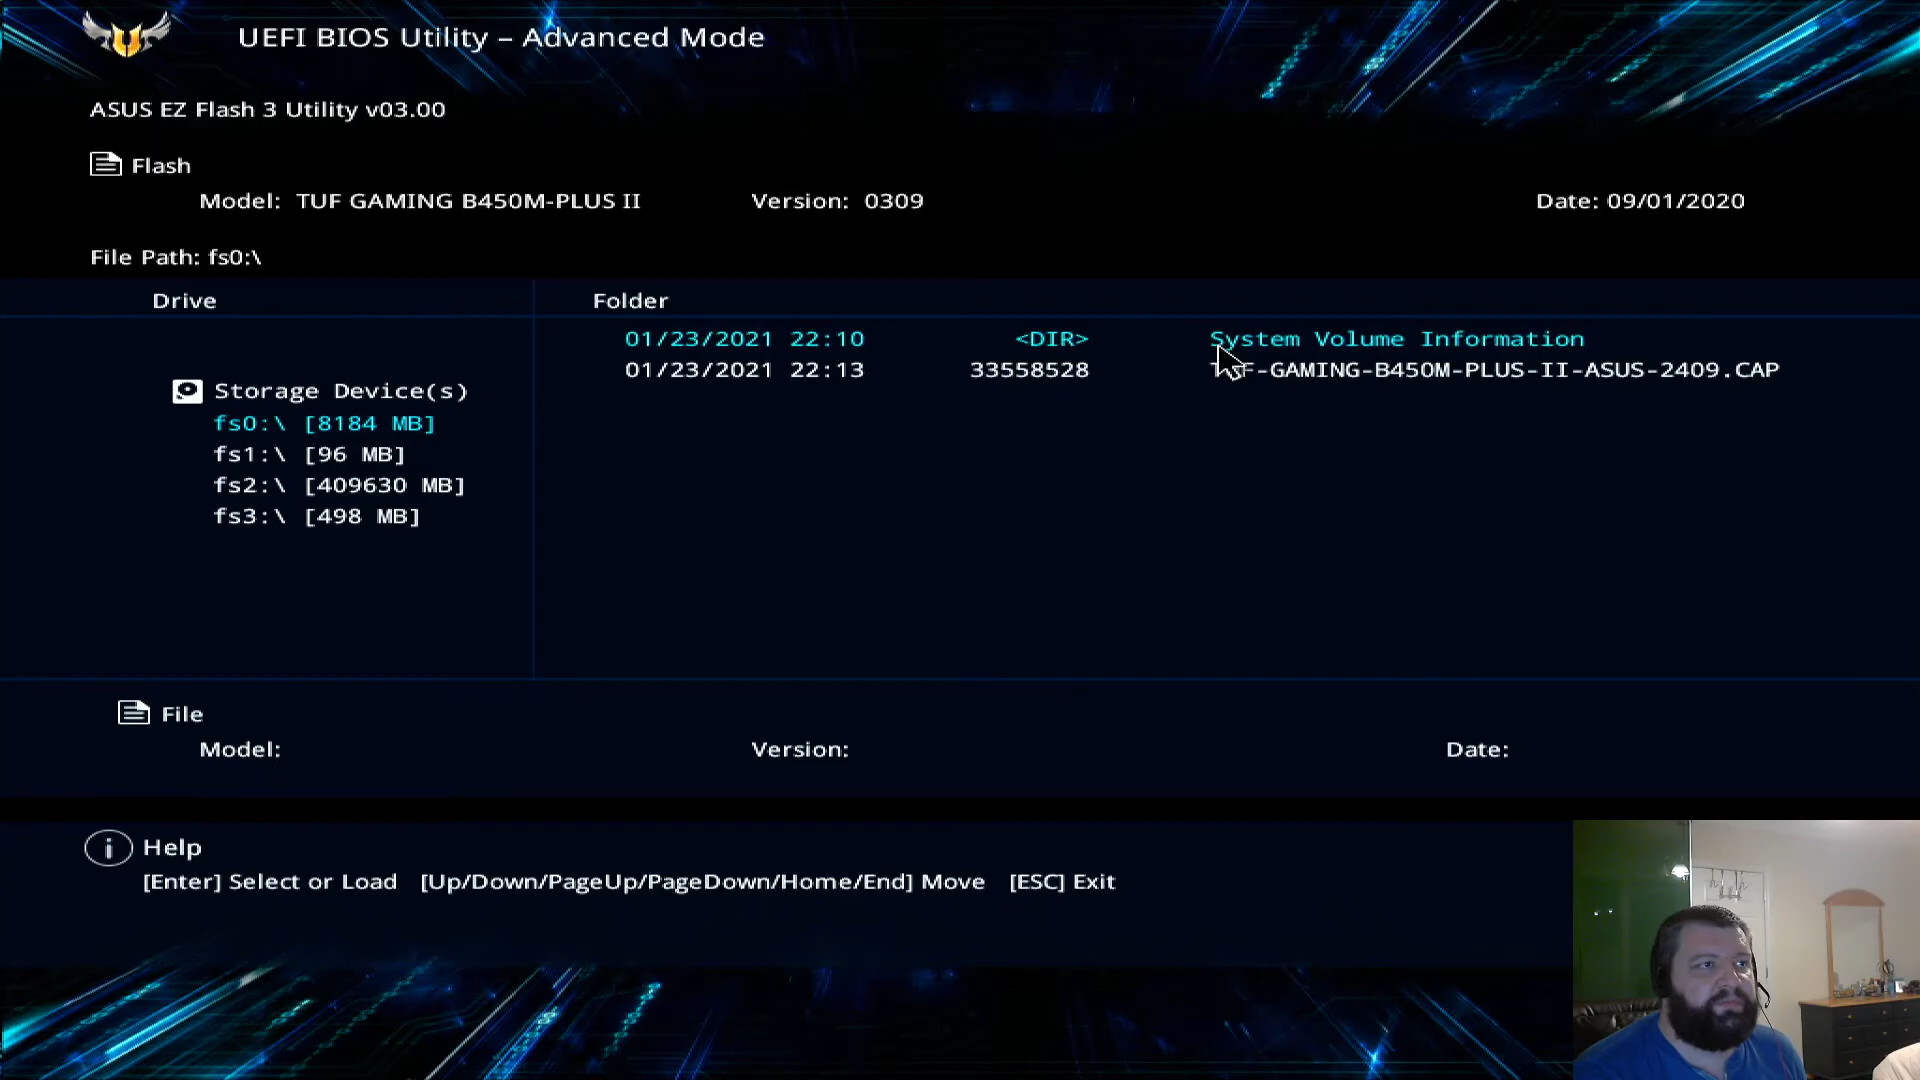 UEFI BIOS Utility – Advanced Mode
ASUS EZ Flash 3 Utility v03.00
Flash
Model: TUF GAMING B450M-PLUS II Version: 0309 Date: 09/01/2020
File Path: fs0:\
Drive Folder
01/23/2021 22:10 <DIR> System Volume Information
01/23/2021 22:13 33558528 TUF-GAMING-B450M-PLUS-II-ASUS-2409.CAP
Storage Device(s)
fs0:\ [8184 MB]
fs1:\ [96 MB]
fs2:\ [409630 MB]
fs3:\ [498 MB]
File
Model: Version: Date:
Help
[Enter] Select or Load [Up/Down/PageUp/PageDown/Home/End] Move [ESC] Exit